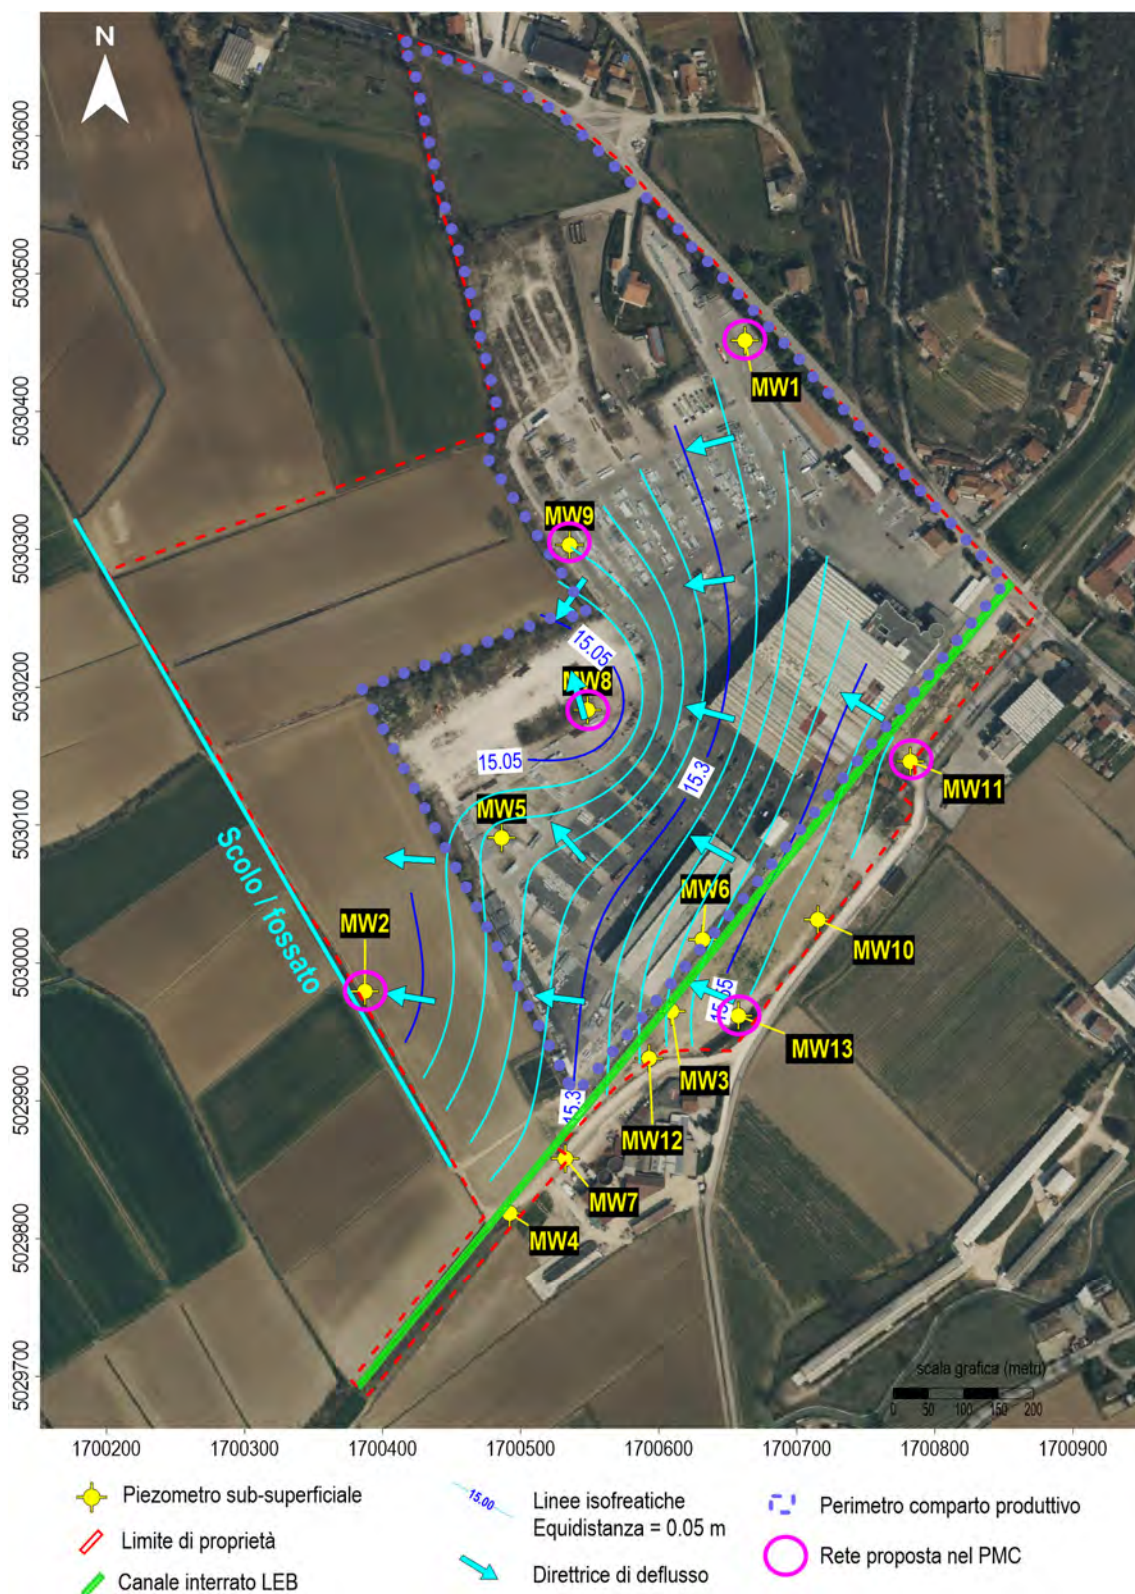 N
5030600
5030500
5030400
5030300
5030200
5030100
5030000
5029900
5029800
5029700
MW1
MW9
15.05
MW8
15.05
15.3
MW11
MW5
Scolo / fossato
MW6
MW2
MW10
15.55
MW13
MW3
15.3
MW12
MW7
MW4
scala grafica (metri)
0 50 100 150 200
1700200 1700300 1700400 1700500 1700600 1700700 1700800 1700900
Piezometro sub-superficiale
Limite di proprietà
Canale interrato LEB
15.00
Linee isofreatiche
Equidistanza = 0.05 m
Direttrice di deflusso
Perimetro comparto produttivo
Rete proposta nel PMC